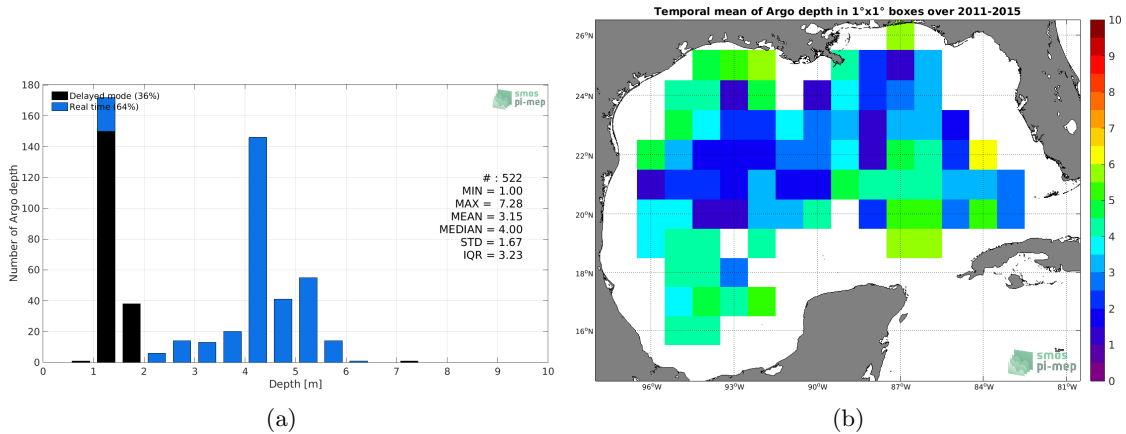 180
160
140
120
100
80
60
40
20
0
Number of Argo depth
Delayed mode (36%)
Real time (64%)
smos
pi-mep
# : 522
MIN = 1.00
MAX = 7.28
MEAN = 3.15
MEDIAN = 4.00
STD = 1.67
IQR = 3.23
0 1 2 3 4 5 6 7 8 9 10
Depth [m]
(a)
Temporal mean of Argo depth in 1°x1° boxes over 2011-2015
26°N
24°N
22°N
20°N
18°N
16°N
96°W 93°W 90°W 87°W 84°W 81°W
smos
pi-mep
10
9
8
7
6
5
4
3
2
1
0
(b)